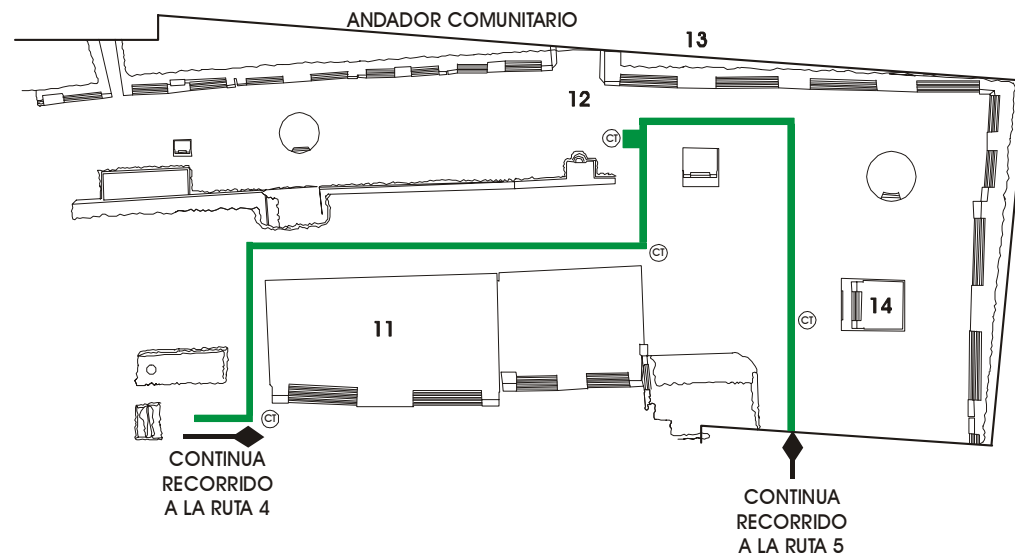 ANDADOR COMUNITARIO
13
12
CT
CT
14
CT
11
CT
CONTINUA
RECORRIDO
A LA RUTA 4
CONTINUA
RECORRIDO
A LA RUTA 5